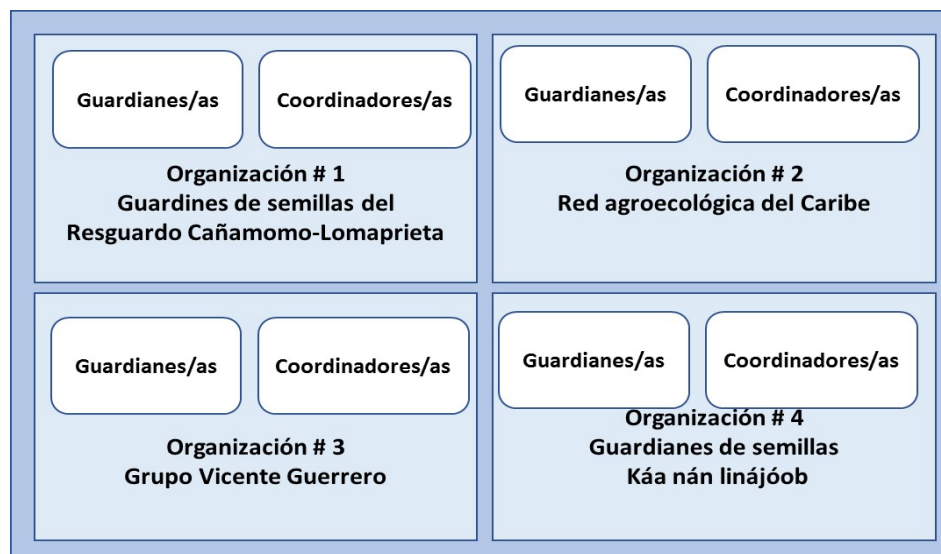 Guardianes/as
Coordinadores/as
Organización # 1
Guardines de semillas del
Resguardo Cañamomo-Lomaprieta
Guardianes/as
Coordinadores/as
Organización # 2
Red agroecológica del Caribe
Guardianes/as
Coordinadores/as
Organización # 3
Grupo Vicente Guerrero
Guardianes/as
Coordinadores/as
Organización # 4
Guardianes de semillas
Káa nán linájóob